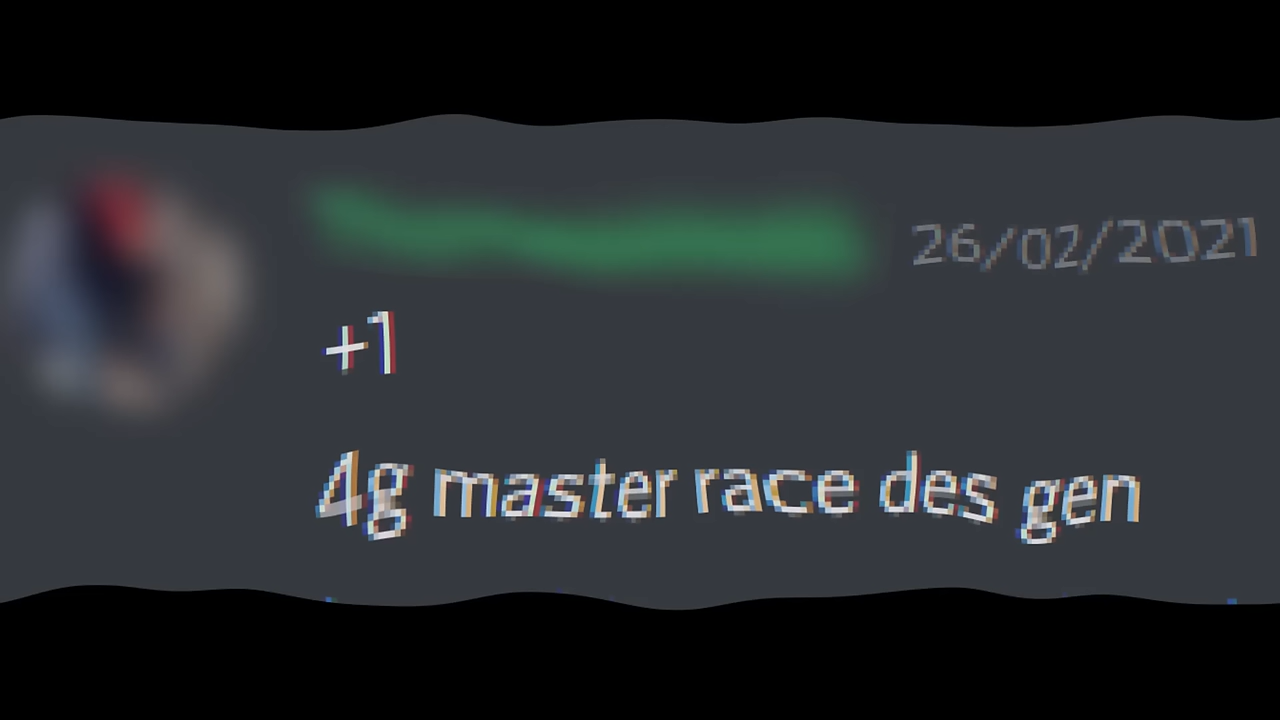 26/02/2021
+1
4g master race des gen